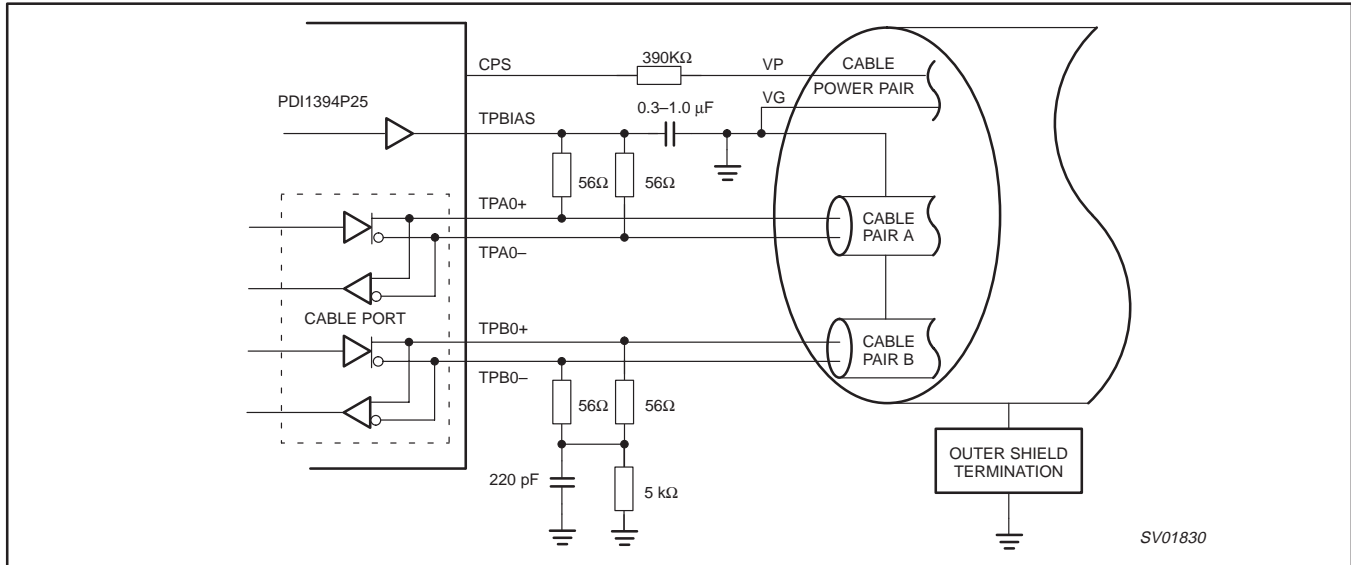 390KΩ
CPS
VP
CABLE
POWER PAIR
VG
PDI1394P25
0.3–1.0 μF
TPBIAS
56Ω
56Ω
TPA0+
CABLE
PAIR A
TPA0–
CABLE PORT
TPB0+
CABLE
PAIR B
TPB0–
56Ω
56Ω
220 pF
5 kΩ
OUTER SHIELD
TERMINATION
SV01830